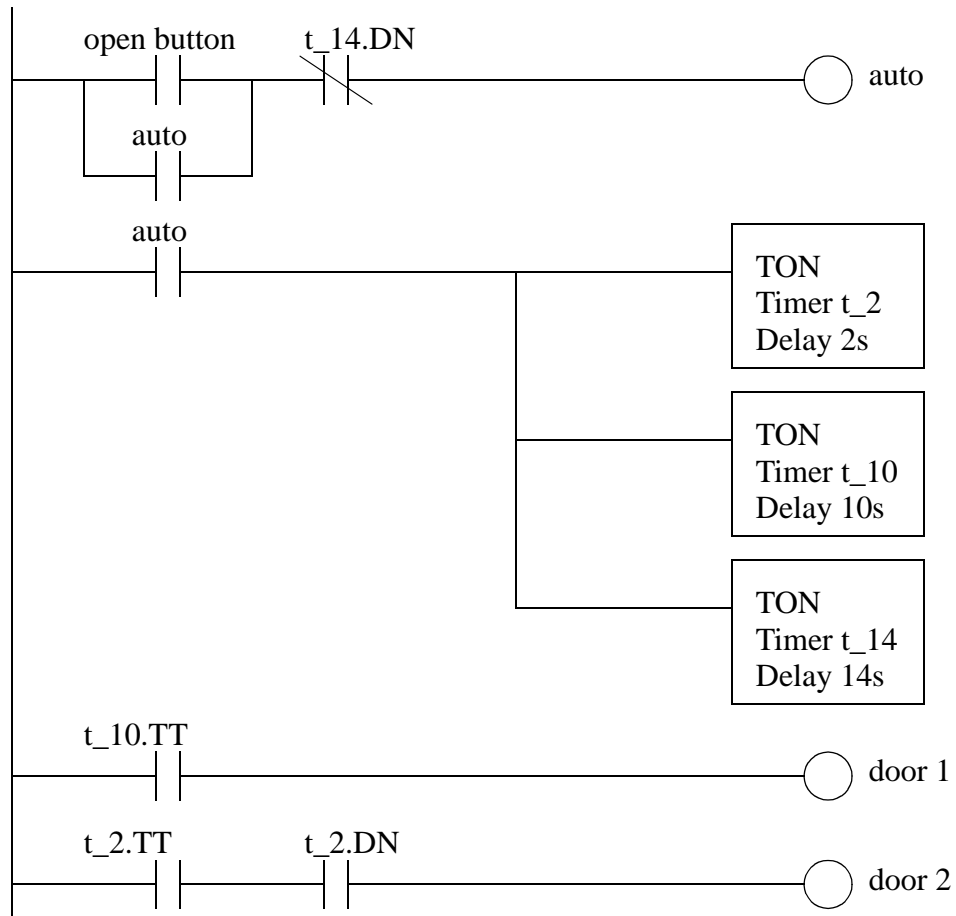 open button t_14.DN
auto
auto
auto
TON
Timer t_2
Delay 2s
TON
Timer t_10
Delay 10s
TON
Timer t_14
Delay 14s
t_10.TT
door 1
t_2.TT t_2.DN
door 2